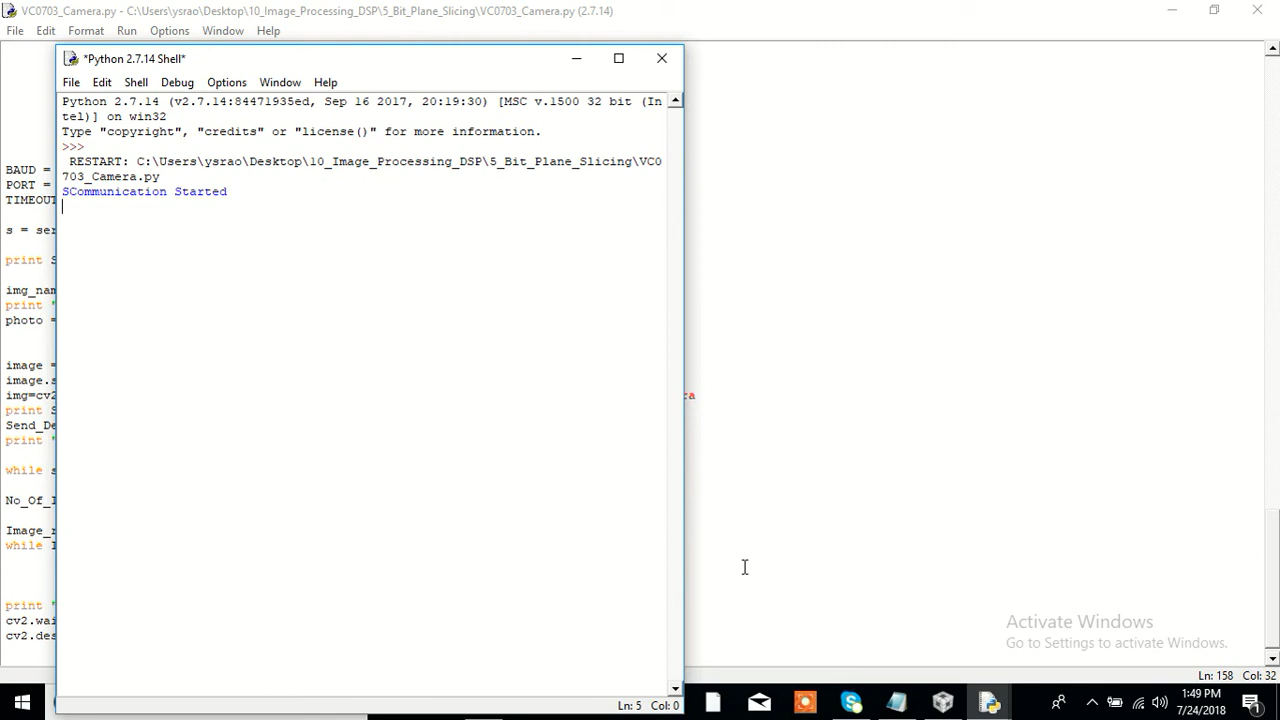 VC0703_Camera.py - C:\Users\ysrao\Desktop\10_Image_Processing_DSP\5_Bit_Plane_Slicing\VC0703_Camera.py (2.7.14)
File Edit Format Run Options Window Help
*Python 2.7.14 Shell*
File Edit Shell Debug Options Window Help
Python 2.7.14 (v2.7.14:84471935ed, Sep 16 2017, 20:19:30) [MSC v.1500 32 bit (In
tel)] on win32
Type "copyright", "credits" or "license()" for more information.
>>>
RESTART: C:\Users\ysrao\Desktop\10_Image_Processing_DSP\5_Bit_Plane_Slicing\VC0
703_Camera.py
SCommunication Started
BAUD =
PORT =
TIMEOUT
s = ser
print S
img_nam
print "
photo =
image =
image.s
img=cv2
ra
print S
Send_De
print "
while s
No_Of_I
Image_r
while I
print "
cv2.wai
cv2.des
Ln: 5 Col: 0
Activate Windows
Go to Settings to activate Windows.
Ln: 158 Col: 32
1:49 PM
7/24/2018
1